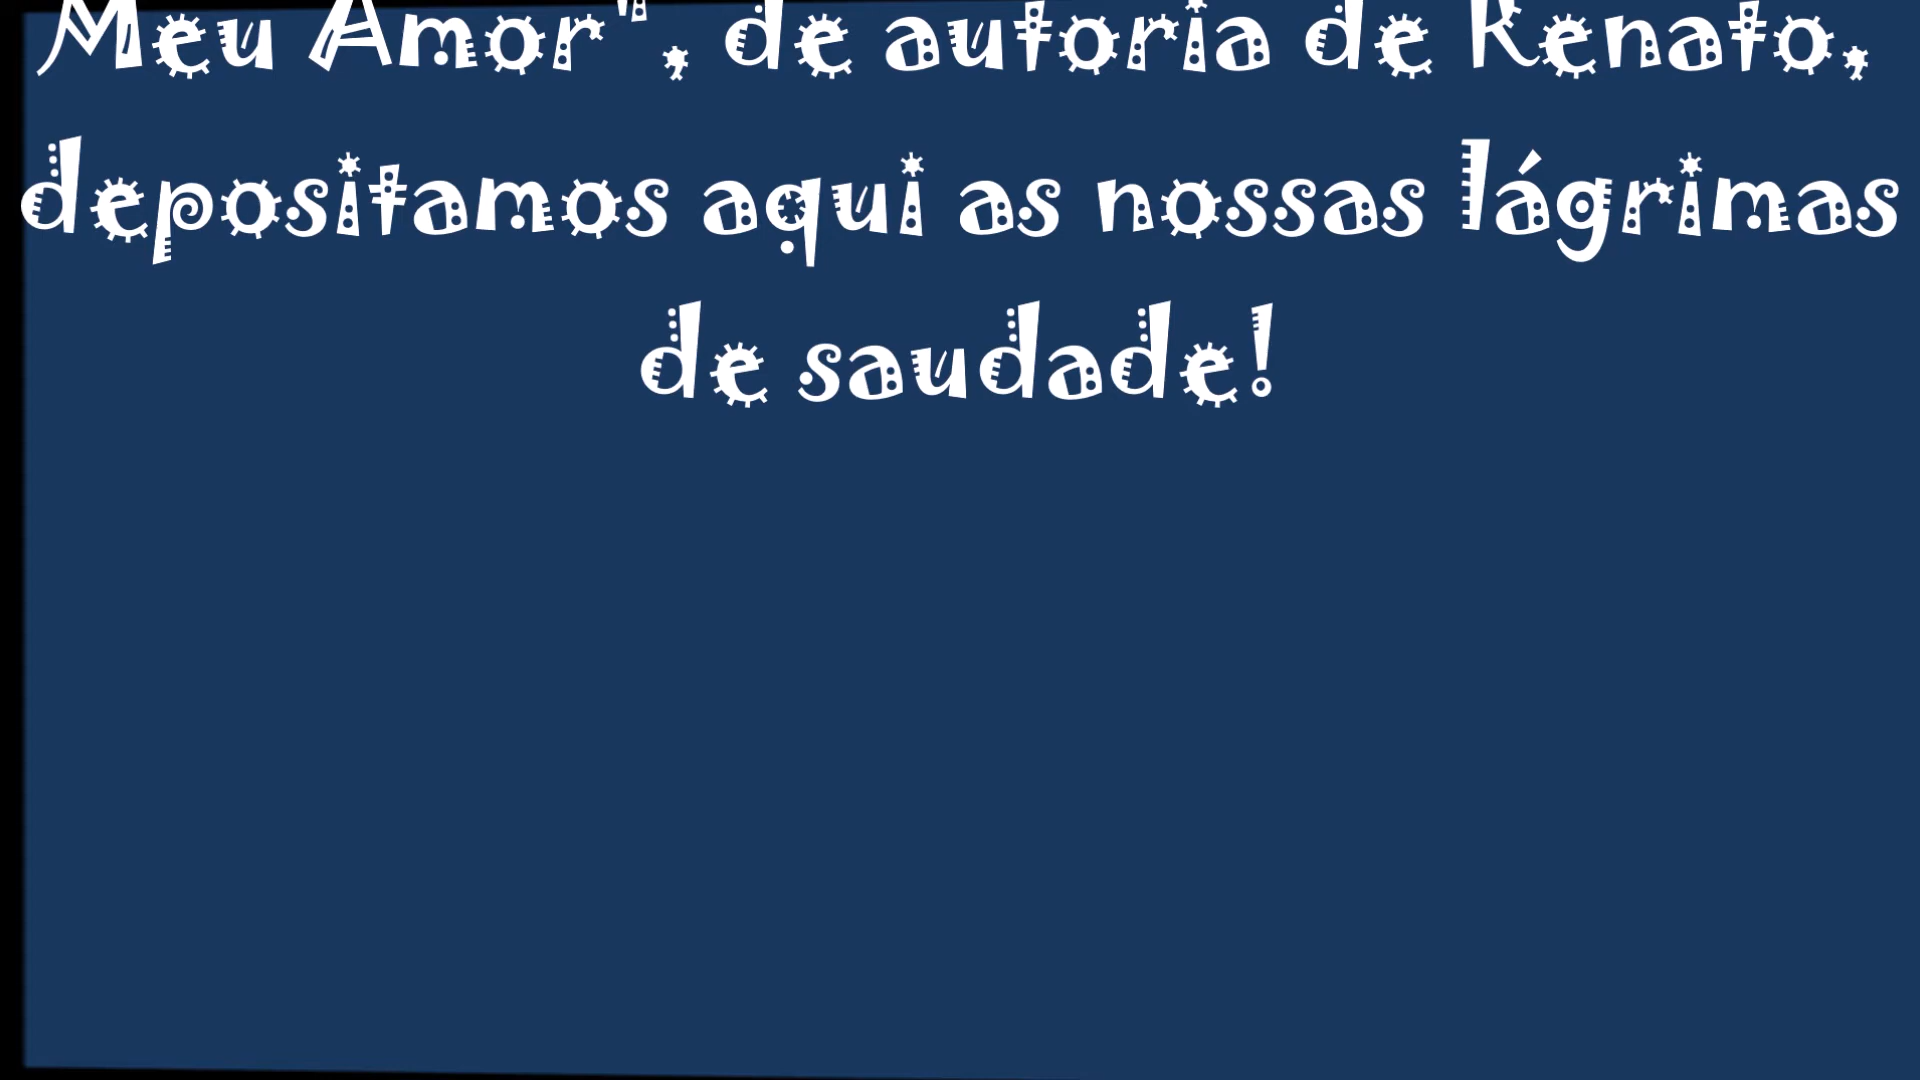 Meu Amor", de autoria de Renato,
depositamos aqui as nossas lágrimas
de saudade!